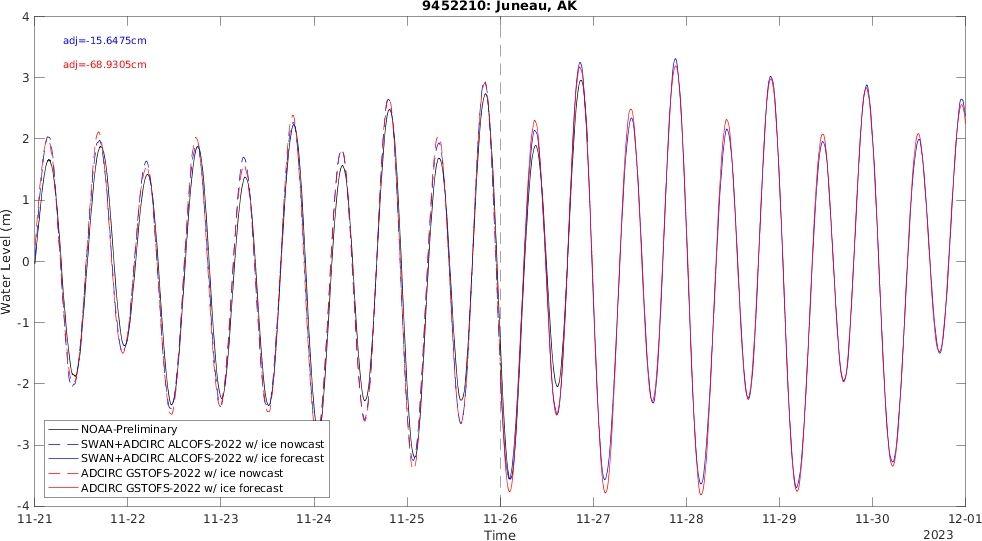 9452210: Juneau, AK
adj=-15.6475cm
adj=-68.9305cm
4
3
2
1
0
-1
-2
-3
-4
Water Level (m)
NOAA-Preliminary
SWAN+ADCIRC ALCOFS-2022 w/ ice nowcast
SWAN+ADCIRC ALCOFS-2022 w/ ice forecast
ADCIRC GSTOFS-2022 w/ ice nowcast
ADCIRC GSTOFS-2022 w/ ice forecast
11-21 11-22 11-23 11-24 11-25 11-26 11-27 11-28 11-29 11-30 12-01
Time
2023